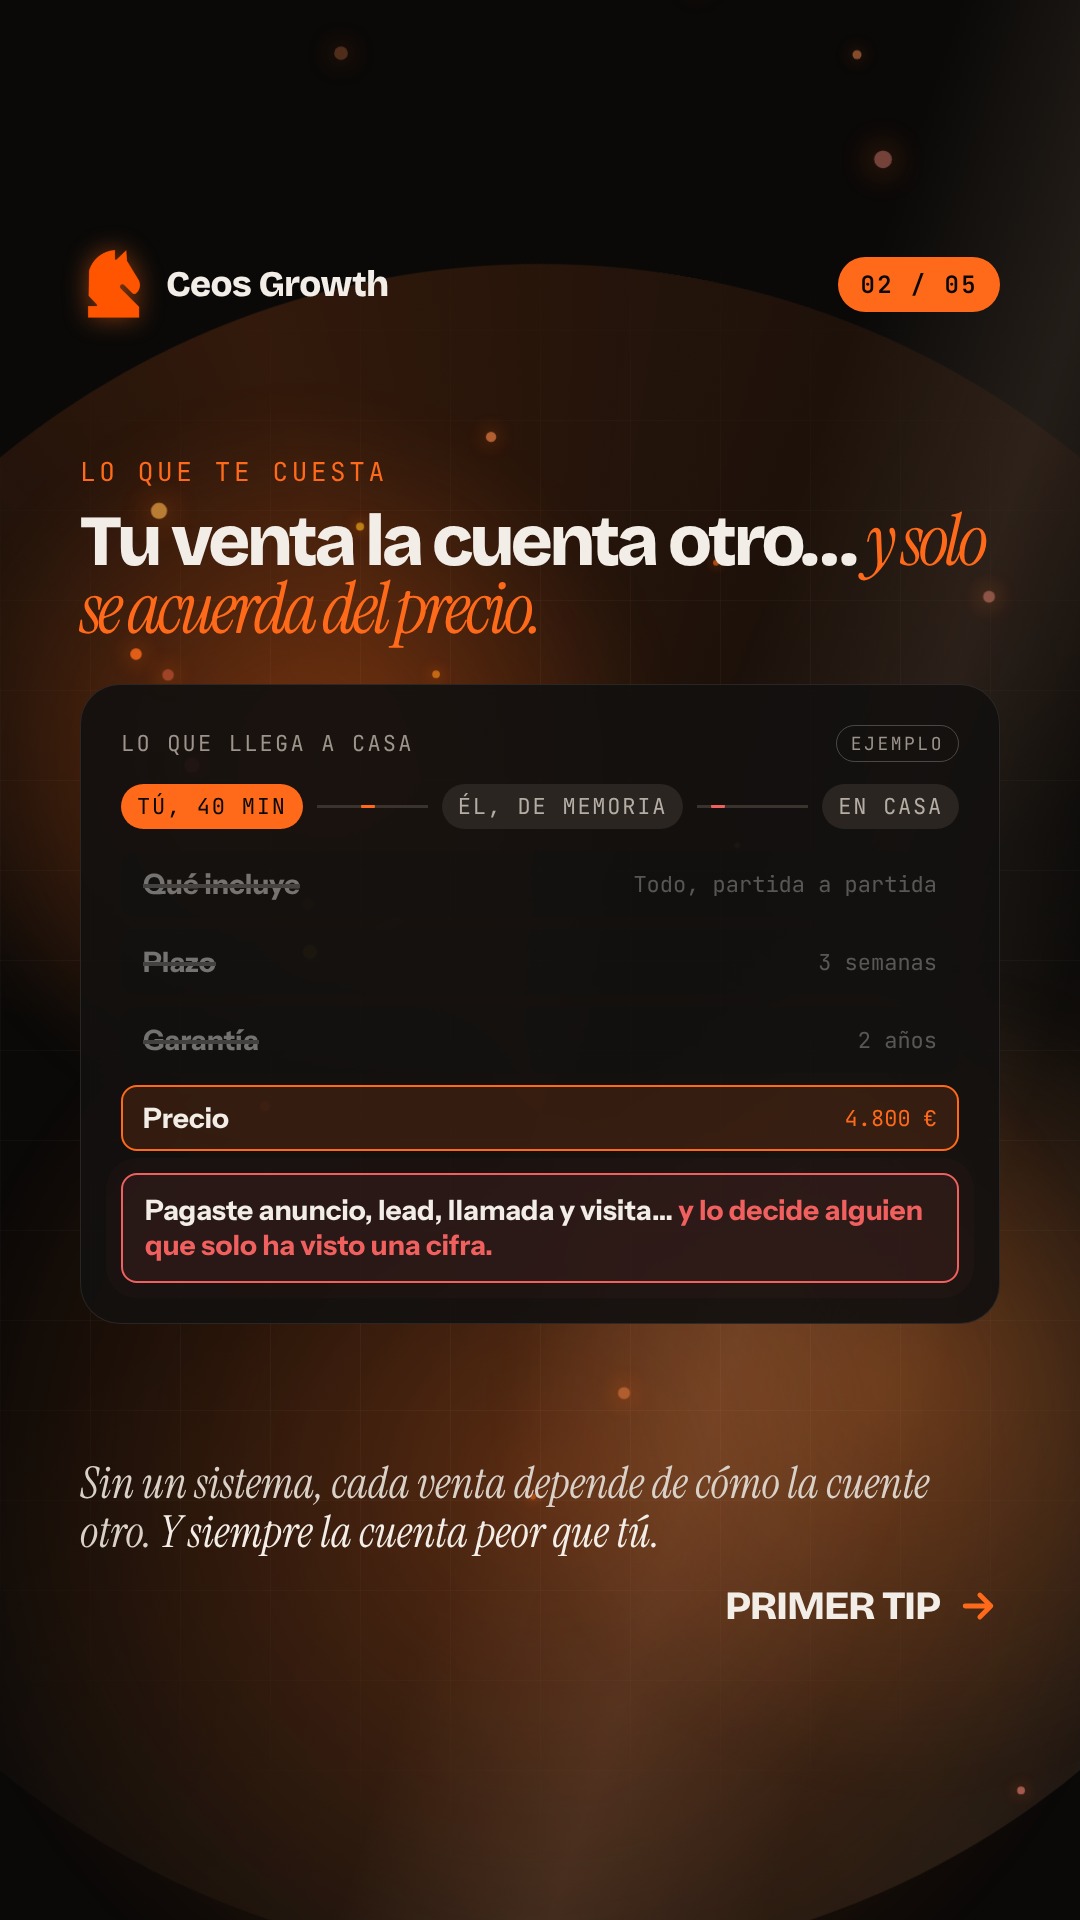 Ceos Growth
02 / 05
LO QUE TE CUESTA
Tu venta la cuenta otro... y solo
se acuerda del precio.
LO QUE LLEGA A CASA
EJEMPLO
TÚ, 40 MIN
ÉL, DE MEMORIA
EN CASA
Qué incluye
Todo, partida a partida
Plazo
3 semanas
Garantía
2 años
Precio
4.800 €
Pagaste anuncio, lead, llamada y visita... y lo decide alguien
que solo ha visto una cifra.
Sin un sistema, cada venta depende de cómo la cuente
otro. Y siempre la cuenta peor que tú.
PRIMER TIP →